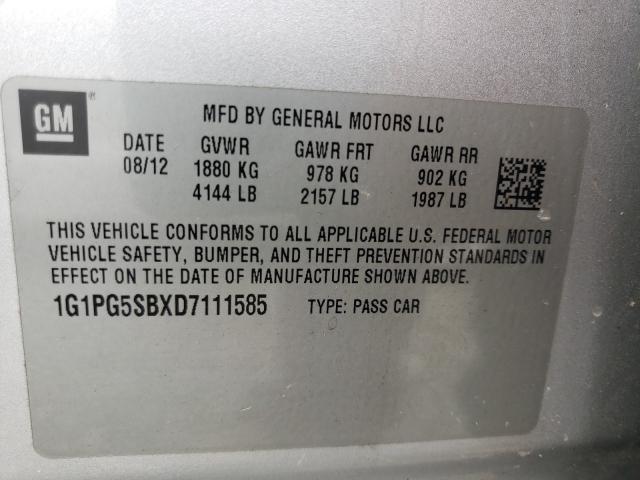 GM®
MFD BY GENERAL MOTORS LLC
DATE GVWR GAWR FRT GAWR RR
08/12 1880 KG 978 KG 902 KG
4144 LB 2157 LB 1987 LB
THIS VEHICLE CONFORMS TO ALL APPLICABLE U.S. FEDERAL MOTOR
VEHICLE SAFETY, BUMPER, AND THEFT PREVENTION STANDARDS IN
EFFECT ON THE DATE OF MANUFACTURE SHOWN ABOVE.
1G1PG5SBXD7111585 TYPE: PASS CAR